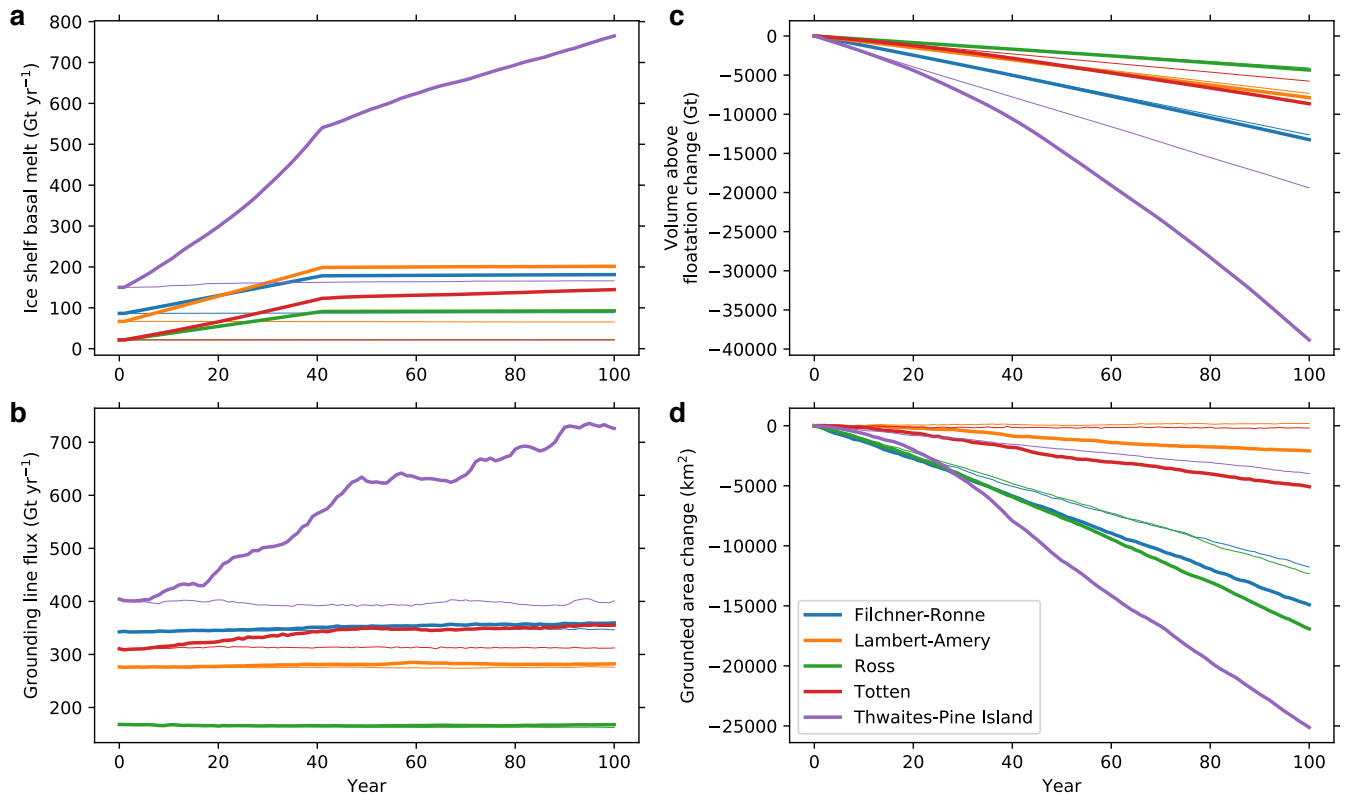 a
800
700
600
500
400
300
200
100
0
Ice shelf basal melt (Gt yr⁻¹)
0 20 40 60 80 100
b
700
600
500
400
300
200
Grounding line flux (Gt yr⁻¹)
0 20 40 60 80 100
Year
c
0
−5000
−10000
−15000
−20000
−25000
−30000
−35000
−40000
Volume above
floatation change (Gt)
0 20 40 60 80 100
d
0
−5000
−10000
−15000
−20000
−25000
Grounded area change (km²)
Filchner-Ronne
Lambert-Amery
Ross
Totten
Thwaites-Pine Island
0 20 40 60 80 100
Year